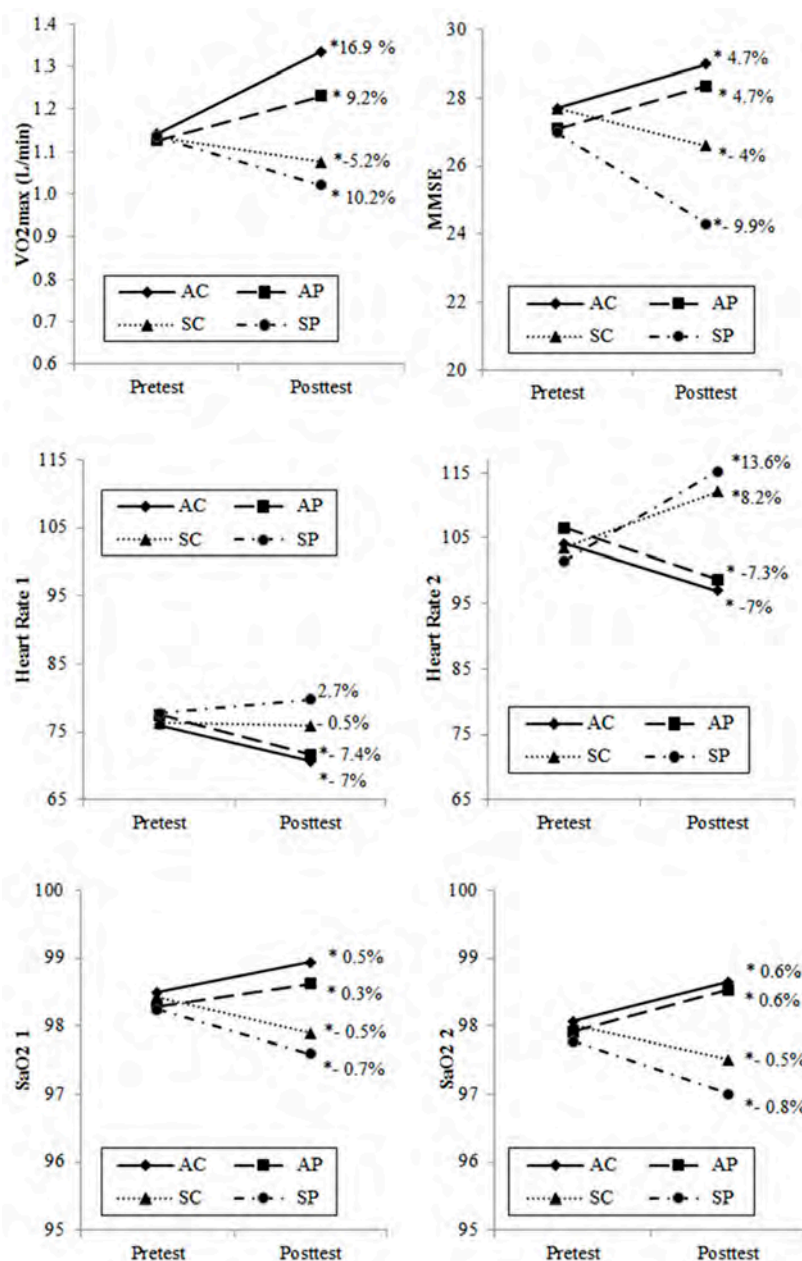 VO2max (L/min)
1.4
1.3
1.2
1.1
1.0
0.9
0.8
0.7
0.6
*16.9 %
* 9.2%
*-5.2%
* 10.2%
AC AP
SC SP
Pretest Posttest
MMSE
30
28
26
24
22
20
* 4.7%
* 4.7%
*- 4%
*- 9.9%
AC AP
SC SP
Pretest Posttest
Heart Rate 1
115
105
95
85
75
65
AC AP
SC SP
2.7%
- 0.5%
*- 7.4%
*- 7%
Pretest Posttest
Heart Rate 2
115
105
95
85
75
65
*13.6%
*8.2%
* -7.3%
* -7%
AC AP
SC SP
Pretest Posttest
SaO2 1
100
99
98
97
96
95
* 0.5%
* 0.3%
*- 0.5%
*- 0.7%
AC AP
SC SP
Pretest Posttest
SaO2 2
100
99
98
97
96
95
* 0.6%
* 0.6%
*- 0.5%
*- 0.8%
AC AP
SC SP
Pretest Posttest